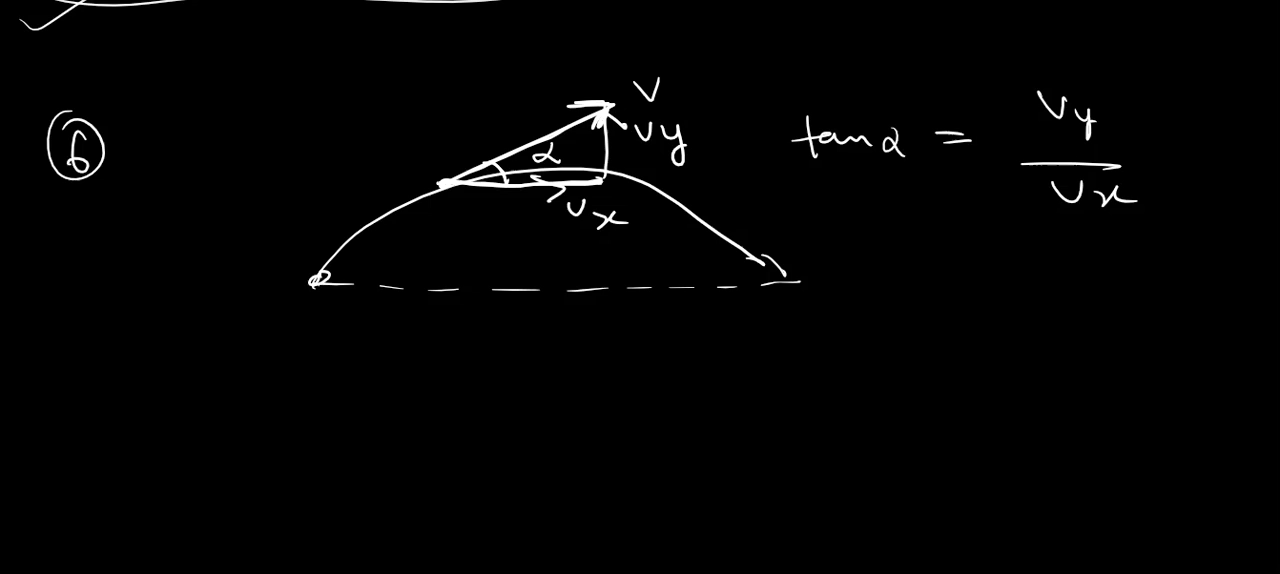 ⑥
V
Vy
α
Vx
tan α = Vy / Vx